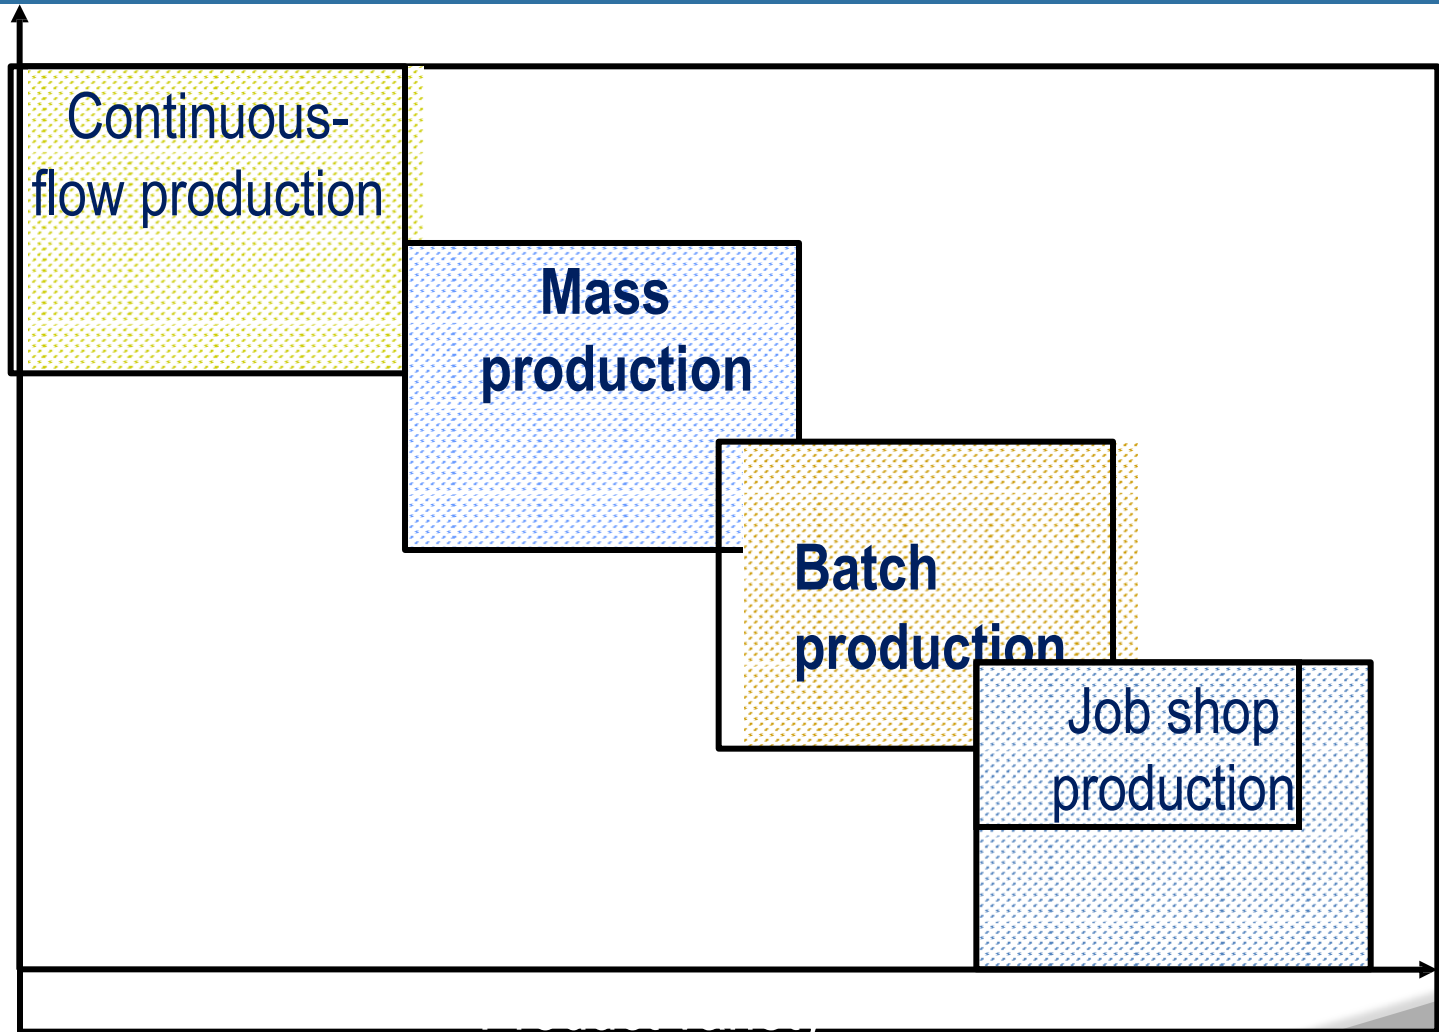 Continuous-
flow production
Mass
production
Batch
production
Job shop
production